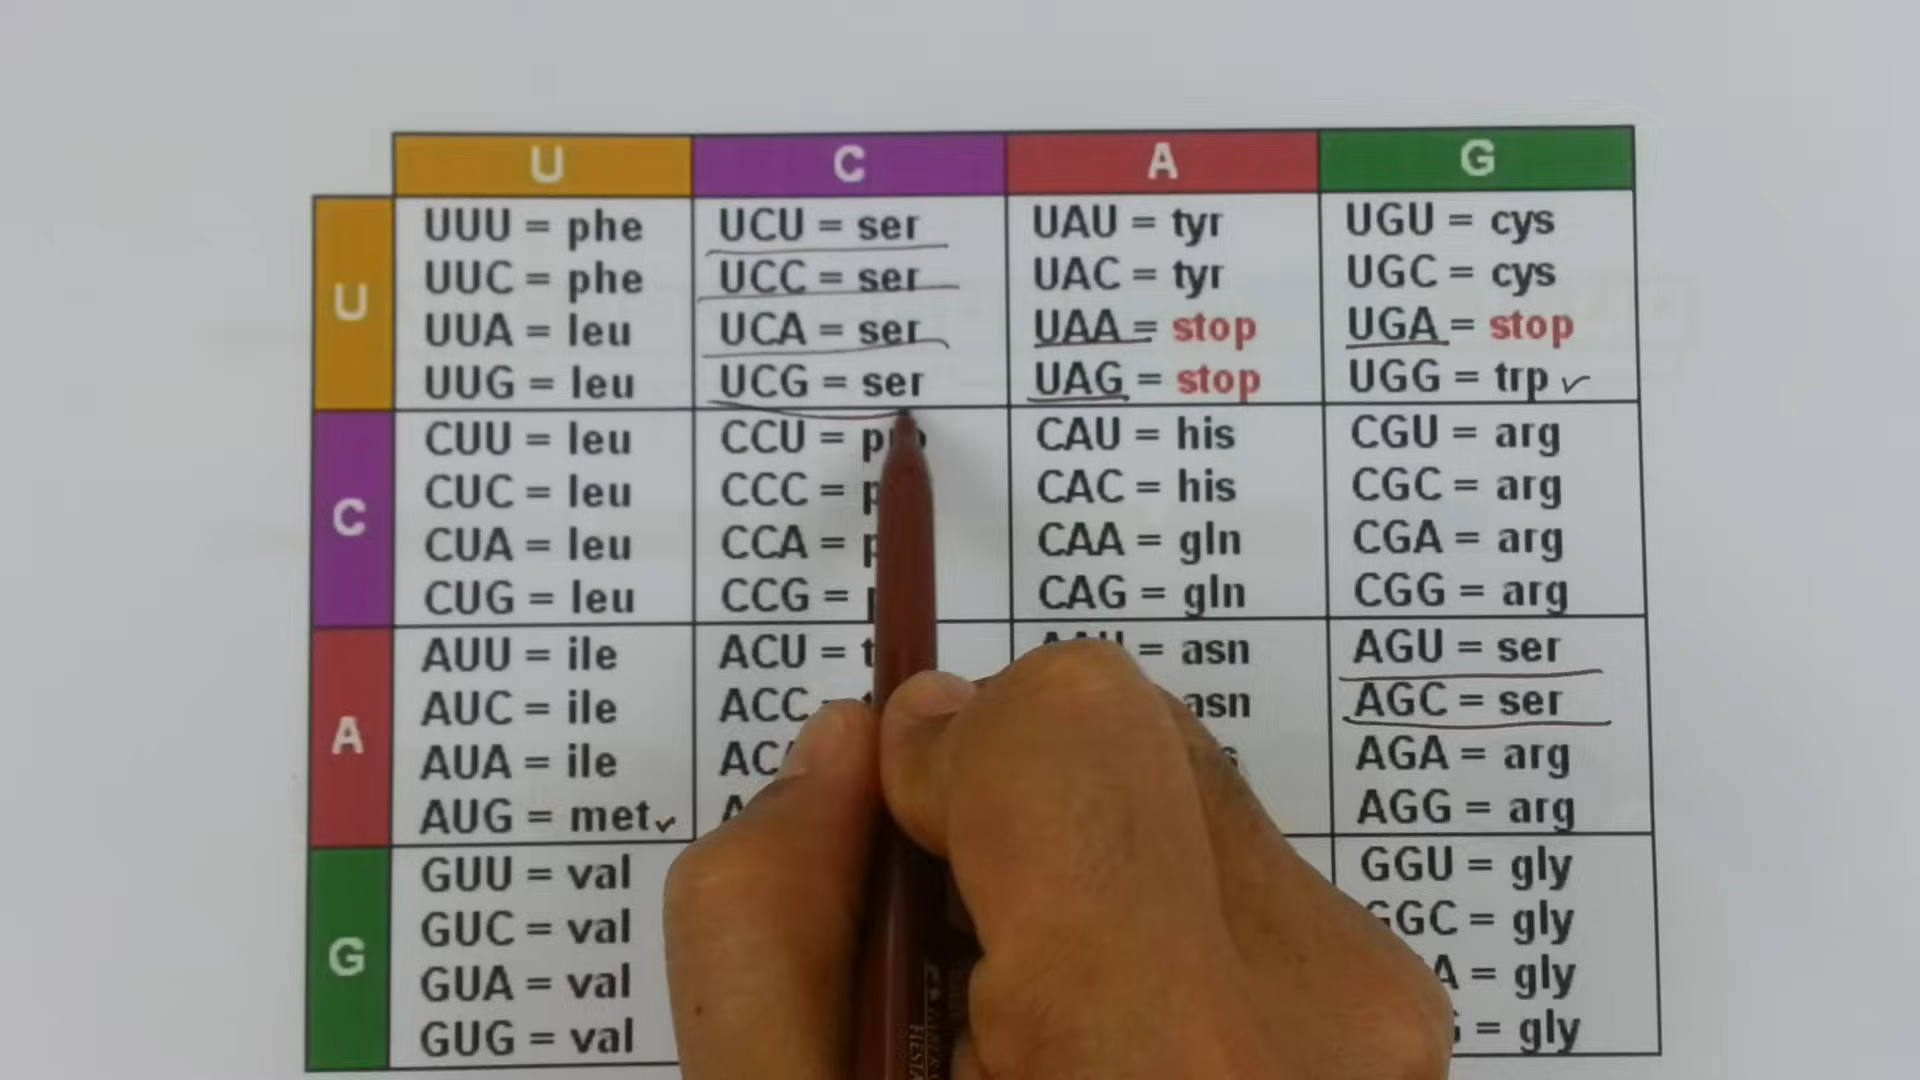 U C A G
U
UUU = phe UCU = ser UAU = tyr UGU = cys
UUC = phe UCC = ser UAC = tyr UGC = cys
UUA = leu UCA = ser UAA = stop UGA = stop
UUG = leu UCG = ser UAG = stop UGG = trp ✓
C
CUU = leu CCU = CAU = his CGU = arg
CUC = leu CCC = CAC = his CGC = arg
CUA = leu CCA = CAA = gln CGA = arg
CUG = leu CCG = CAG = gln CGG = arg
A
AUU = ile ACU = = asn AGU = ser
AUC = ile ACC asn AGC = ser
AUA = ile AGA = arg
AUG = met ✓ AGG = arg
G
GUU = val GGU = gly
GUC = val GGC = gly
GUA = val = gly
GUG = val = gly